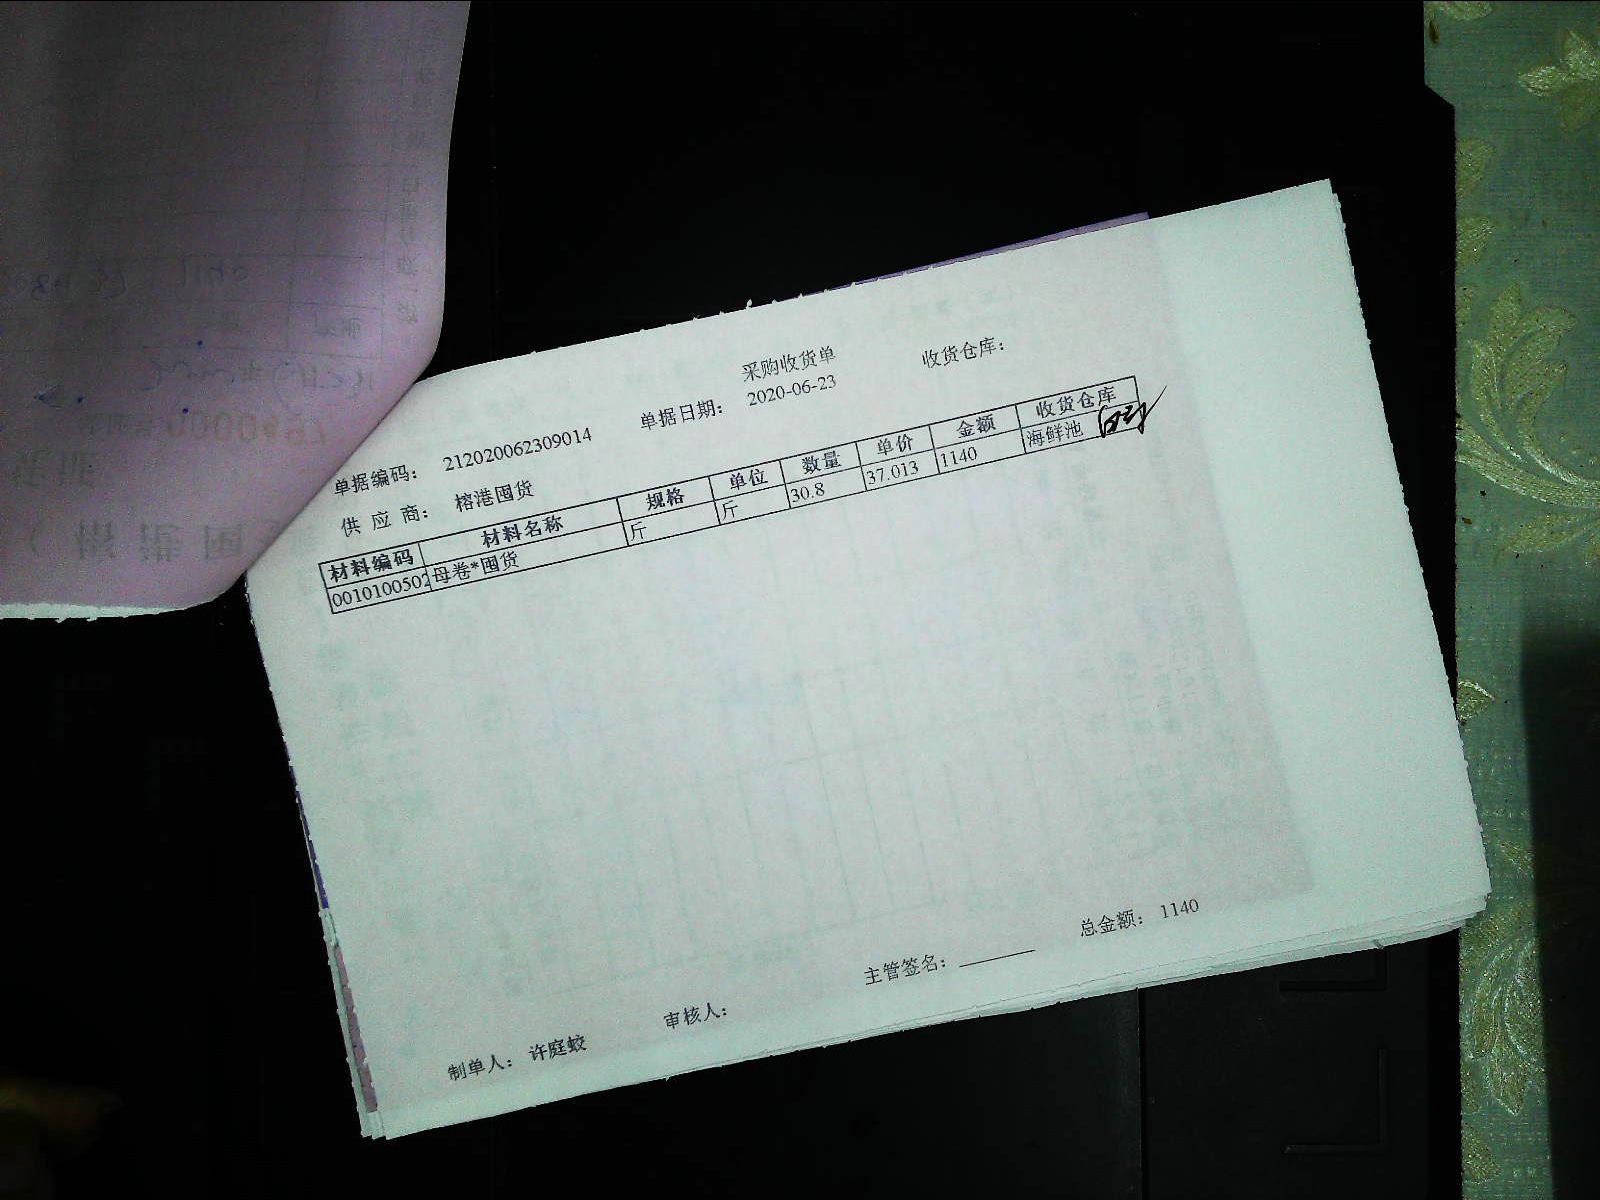 采购收货单
收货仓库：
单据编码： 212020062309014 单据日期： 2020-06-23
供 应 商： 榕港囤货
材料编码 材料名称 规格 单位 数量 单价 金额 收货仓库
0010100502 母卷*囤货 斤 斤 30.8 37.013 1140 海鲜池
总金额： 1140
主管签名：
制单人： 许庭蛟 审核人：